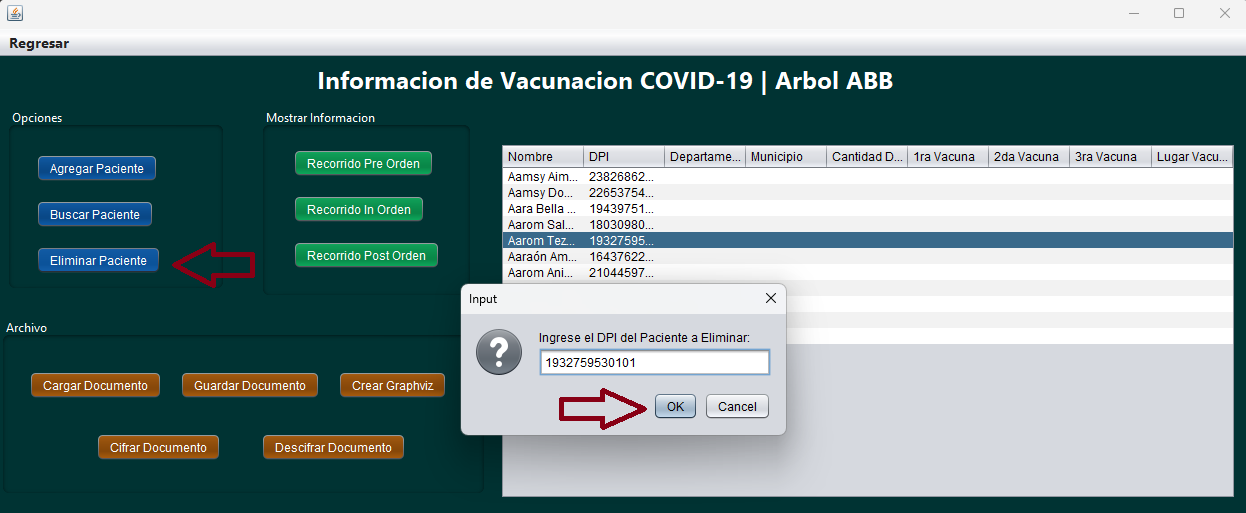 Regresar
Informacion de Vacunacion COVID-19 | Arbol ABB
Opciones
Agregar Paciente
Buscar Paciente
Eliminar Paciente
Mostrar Informacion
Recorrido Pre Orden
Recorrido In Orden
Recorrido Post Orden
Nombre DPI Departame... Municipio Cantidad D... 1ra Vacuna 2da Vacuna 3ra Vacuna Lugar Vacu...
Aamsy Aim... 23826862...
Aamsy Do... 22653754...
Aara Bella ... 19439751...
Aarom Sal... 18030980...
Aarom Tez... 19327595...
Aaraón Am... 16437622...
Aarom Ani... 21044597...
Input
Ingrese el DPI del Paciente a Eliminar:
1932759530101
OK Cancel
Archivo
Cargar Documento Guardar Documento Crear Graphviz
Cifrar Documento Descifrar Documento